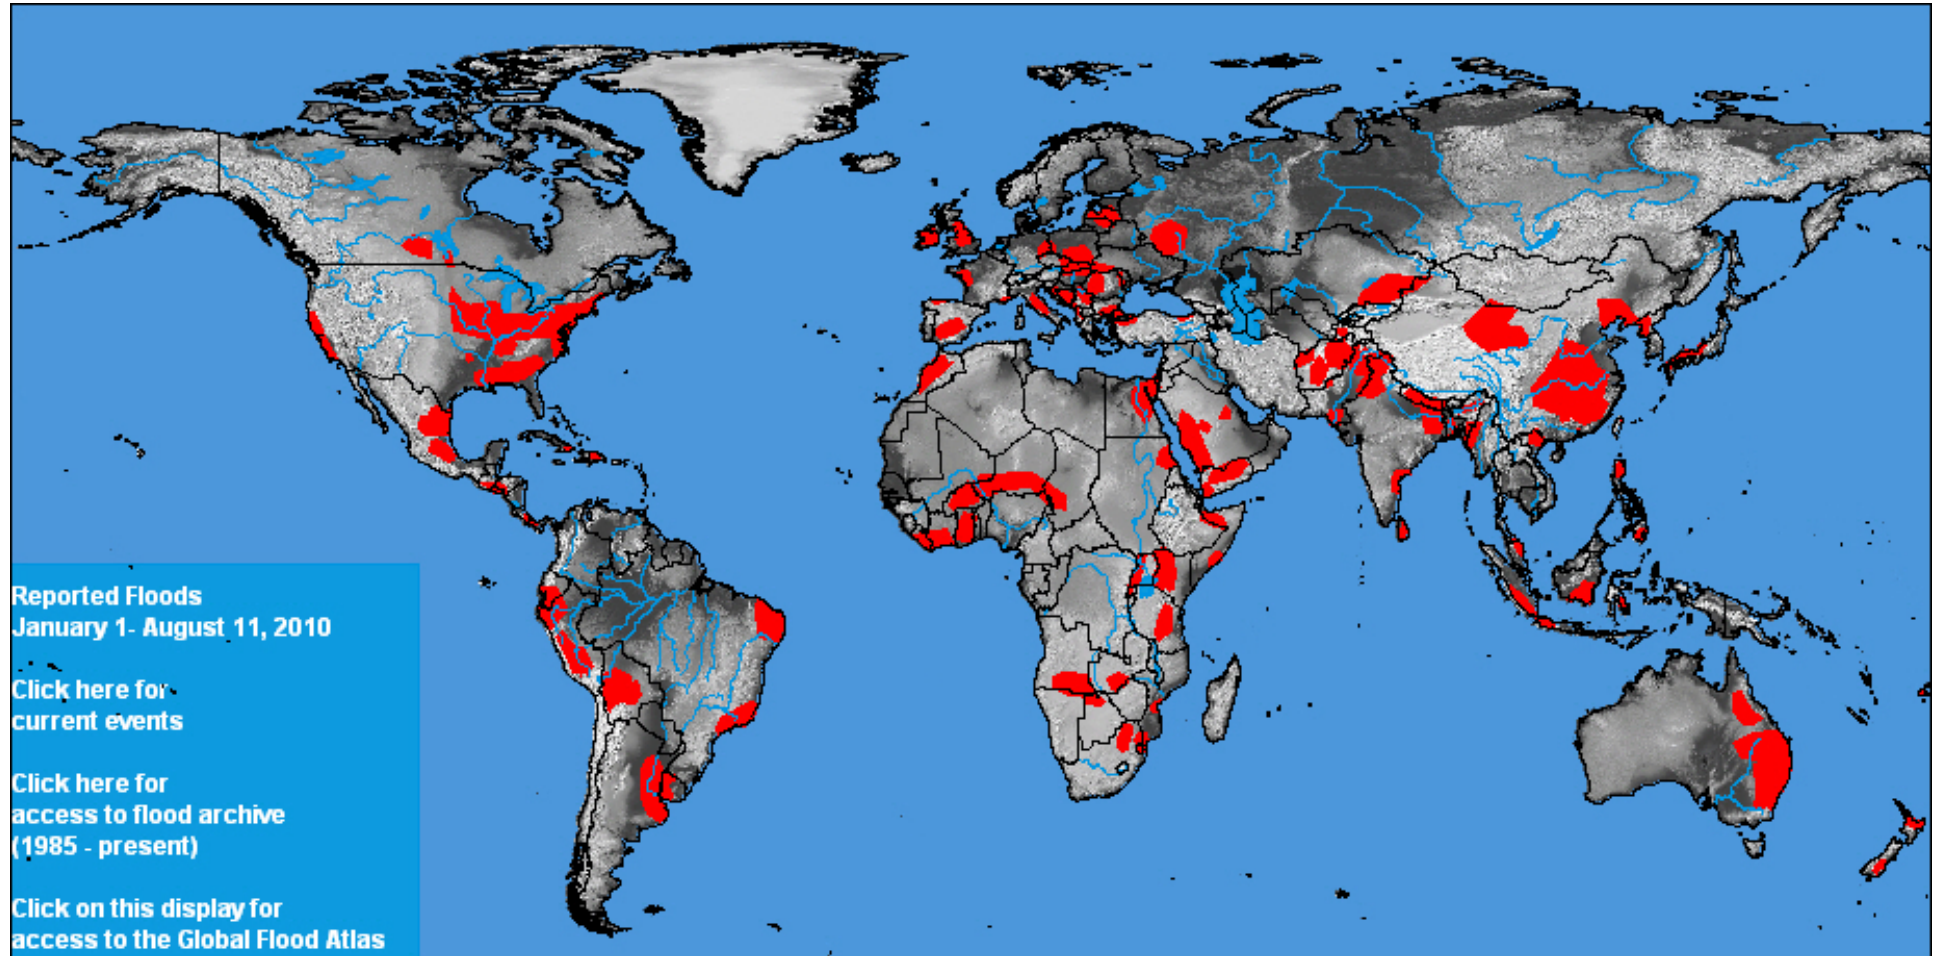 Reported Floods
January 1- August 11, 2010
Click here for
current events
Click here for
access to flood archive
(1985 - present)
Click on this display for
access to the Global Flood Atlas